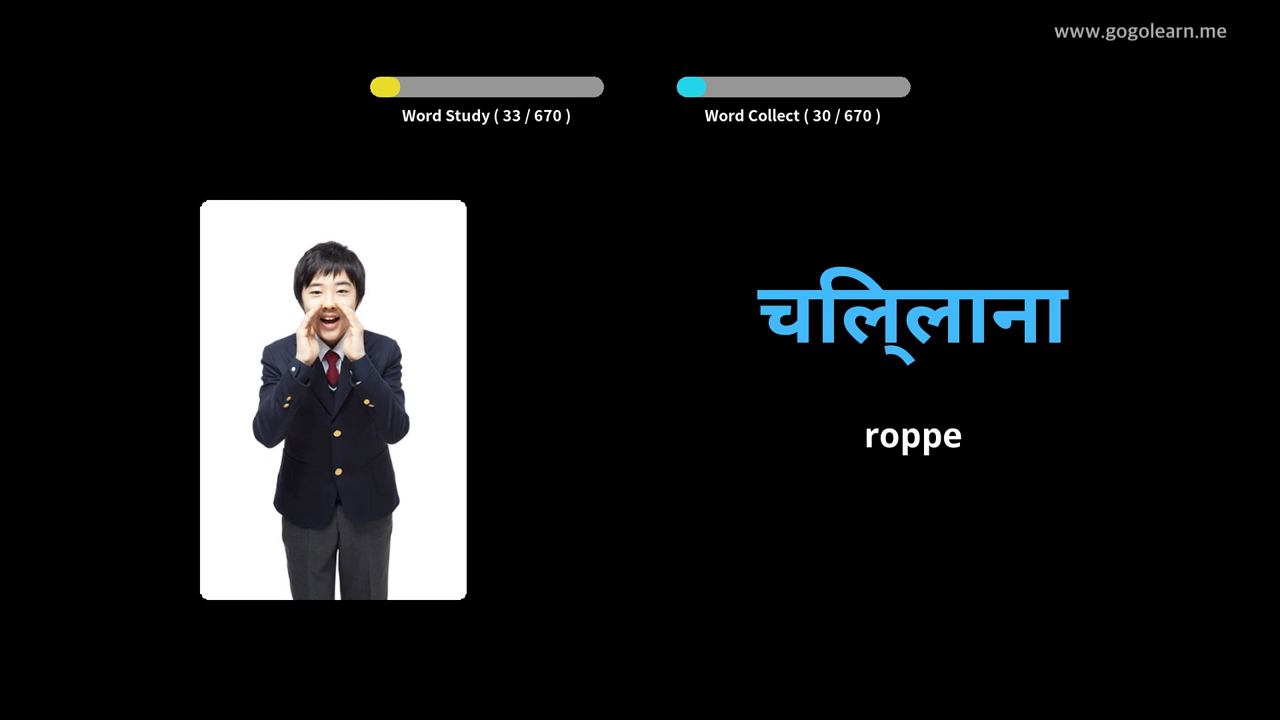 www.gogolearn.me
Word Study ( 33 / 670 )
Word Collect ( 30 / 670 )
चलि्लाना
roppe